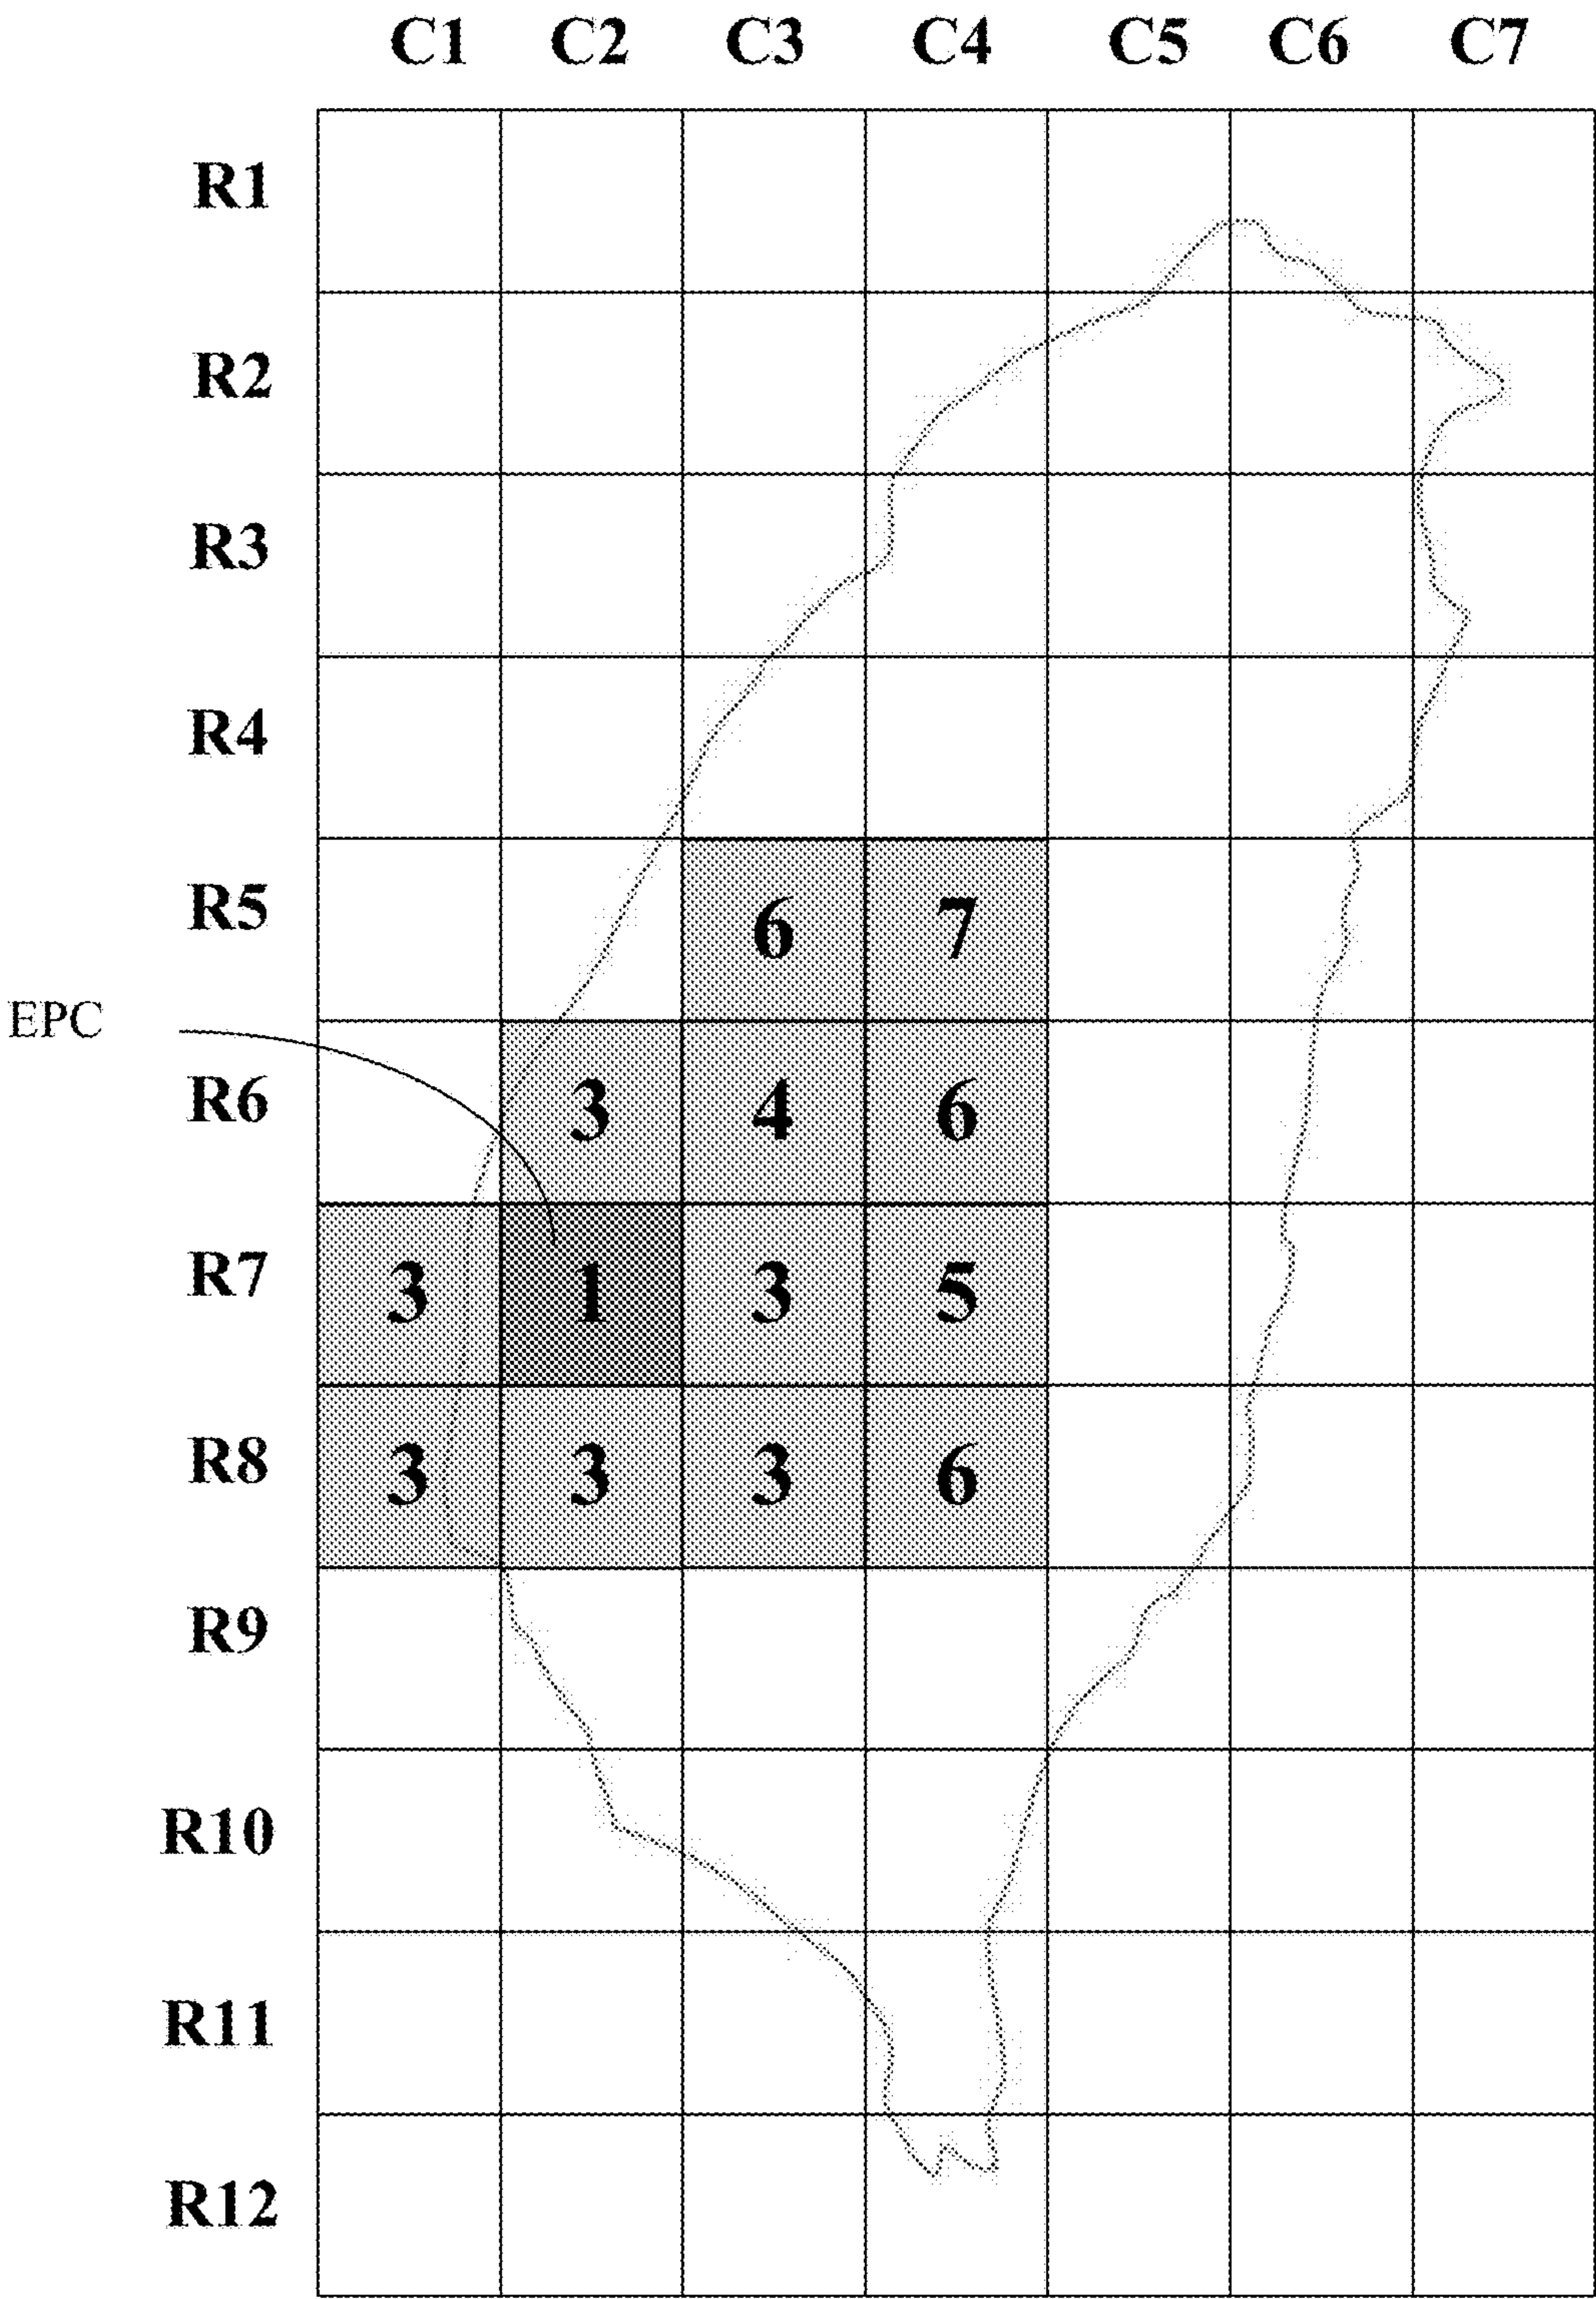 C1 C2 C3 C4 C5 C6 C7
R1
R2
R3
R4
R5 6 7
EPC
R6 3 4 6
R7 3 1 3 5
R8 3 3 3 6
R9
R10
R11
R12